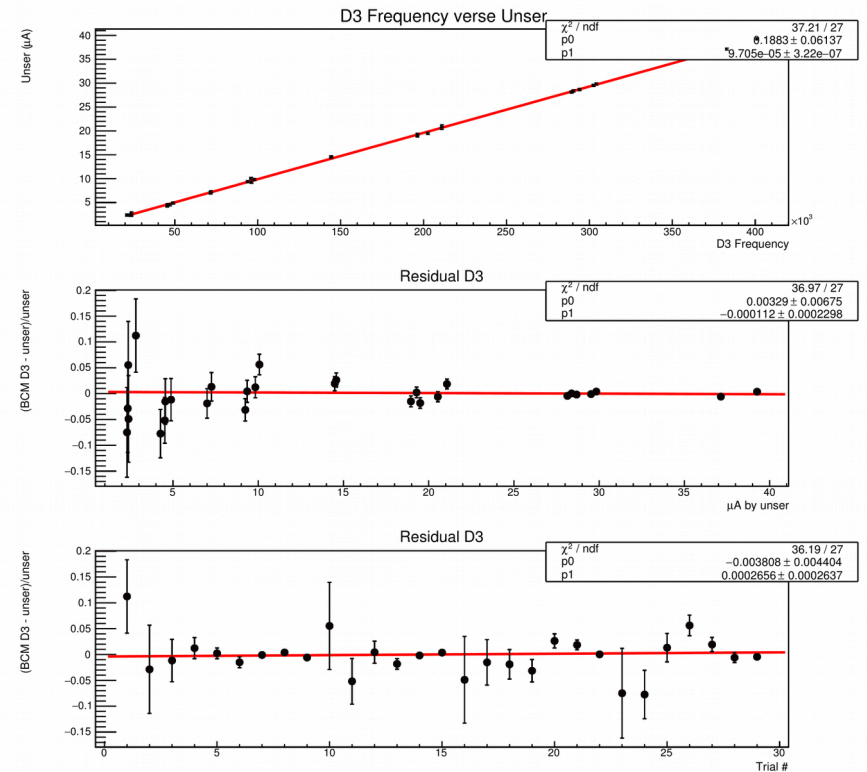 D3 Frequency verse Unser
χ² / ndf 37.21 / 27
p0 0.1883 ± 0.06137
p1 9.705e−05 ± 3.22e−07
Unser (μA)
40
35
30
25
20
15
10
5
50 100 150 200 250 300 350 400
×10³
D3 Frequency
Residual D3
χ² / ndf 36.97 / 27
p0 0.00329 ± 0.00675
p1 −0.000112 ± 0.0002298
(BCM D3 - unser)/unser
0.2
0.15
0.1
0.05
0
−0.05
−0.1
−0.15
5 10 15 20 25 30 35 40
μA by unser
Residual D3
χ² / ndf 36.19 / 27
p0 −0.003808 ± 0.004404
p1 0.0002656 ± 0.0002637
(BCM D3 - unser)/unser
0.2
0.15
0.1
0.05
0
−0.05
−0.1
−0.15
0 5 10 15 20 25 30
Trial #